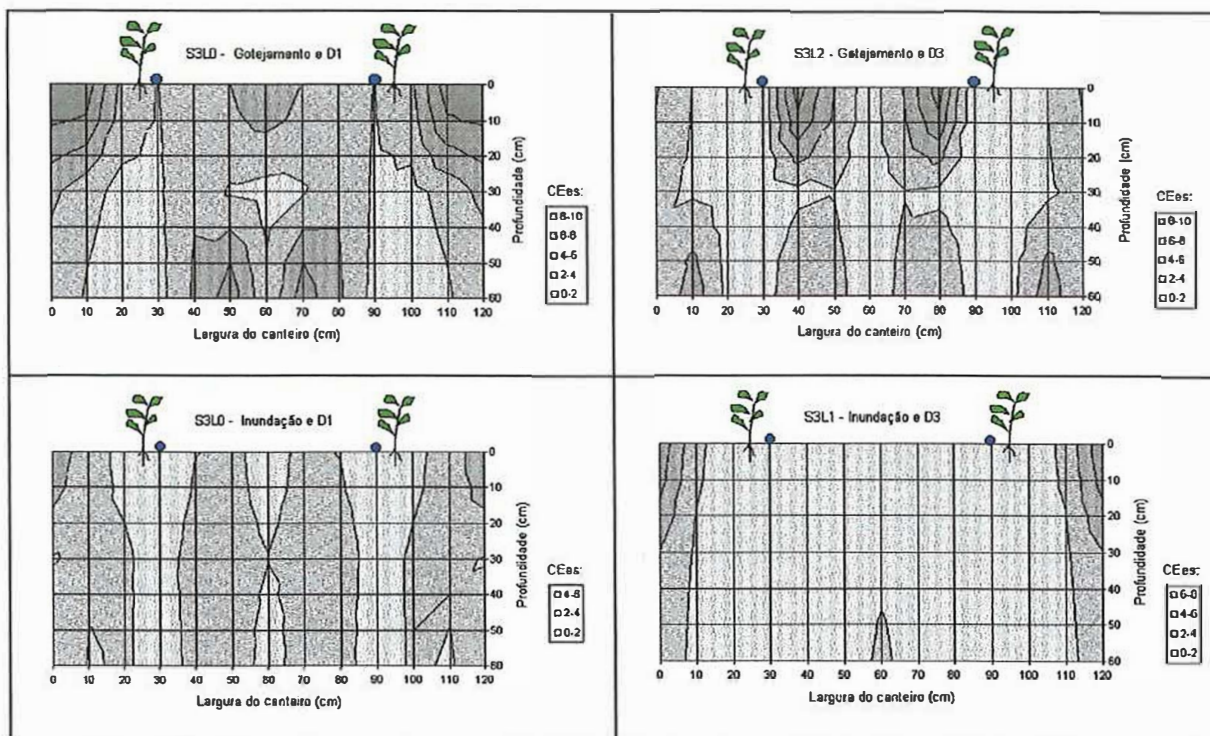 S3L0 - Gotejamento e D1
0
10
20
30
40
50
60
Profundidade (cm)
0 10 20 30 40 50 60 70 80 90 100 110 120
Largura do canteiro (cm)
CEes:
8-10
6-8
4-6
2-4
0-2
S3L2 - Gotejamento e D3
0
10
20
30
40
50
60
Profundidade (cm)
0 10 20 30 40 50 60 70 80 90 100 110 120
Largura do canteiro (cm)
CEes:
8-10
6-8
4-6
2-4
0-2
S3L0 - Inundação e D1
0
10
20
30
40
50
60
Profundidade (cm)
0 10 20 30 40 50 60 70 80 90 100 110 120
Largura do canteiro (cm)
CEes:
4-6
2-4
0-2
S3L1 - Inundação e D3
0
10
20
30
40
50
60
Profundidade (cm)
0 10 20 30 40 50 60 70 80 90 100 110 120
Largura do canteiro (cm)
CEes:
6-8
4-6
2-4
0-2